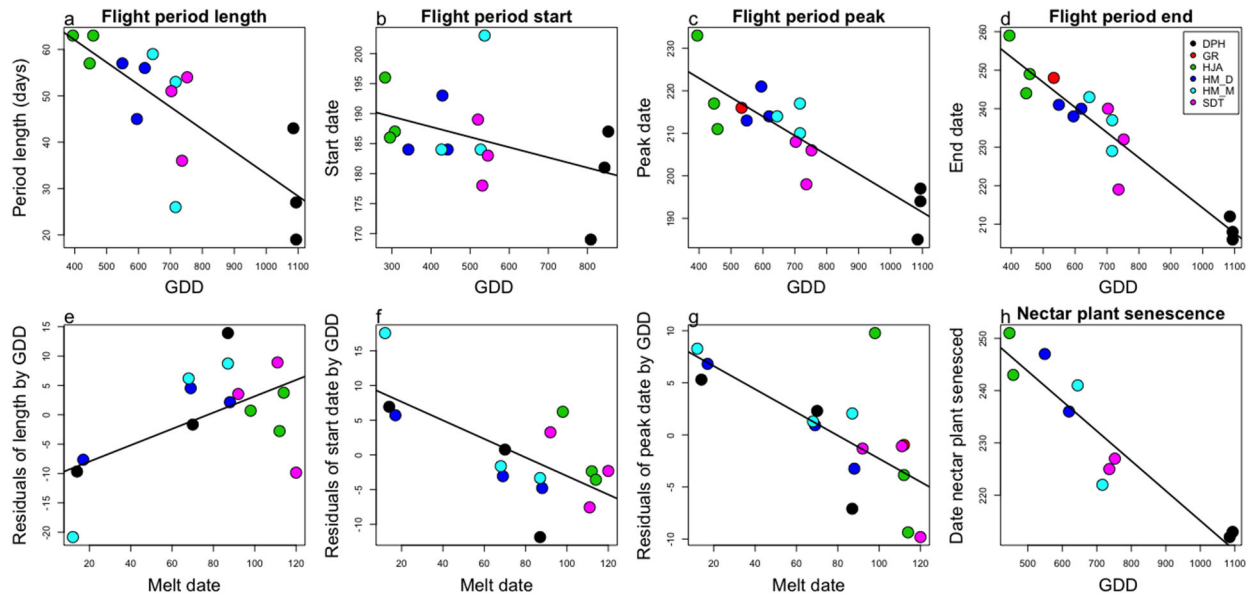 a Flight period length
60
50
40
30
20
Period length (days)
400 500 600 700 800 900 1000 1100
GDD
b Flight period start
200
195
190
185
180
175
170
Start date
300 400 500 600 700 800
GDD
c Flight period peak
230
220
210
200
190
Peak date
400 500 600 700 800 900 1000 1100
GDD
d Flight period end
260
250
240
230
220
210
End date
400 500 600 700 800 900 1000 1100
GDD
DPH
GR
HJA
HM_D
HM_M
SDT
e
15
10
5
0
-5
-10
-15
-20
Residuals of length by GDD
20 40 60 80 100 120
Melt date
f
15
10
5
0
-5
-10
Residuals of start date by GDD
20 40 60 80 100 120
Melt date
g
10
5
0
-5
-10
Residuals of peak date by GDD
20 40 60 80 100 120
Melt date
h Nectar plant senescence
250
240
230
220
Date nectar plant senesced
500 600 700 800 900 1000 1100
GDD